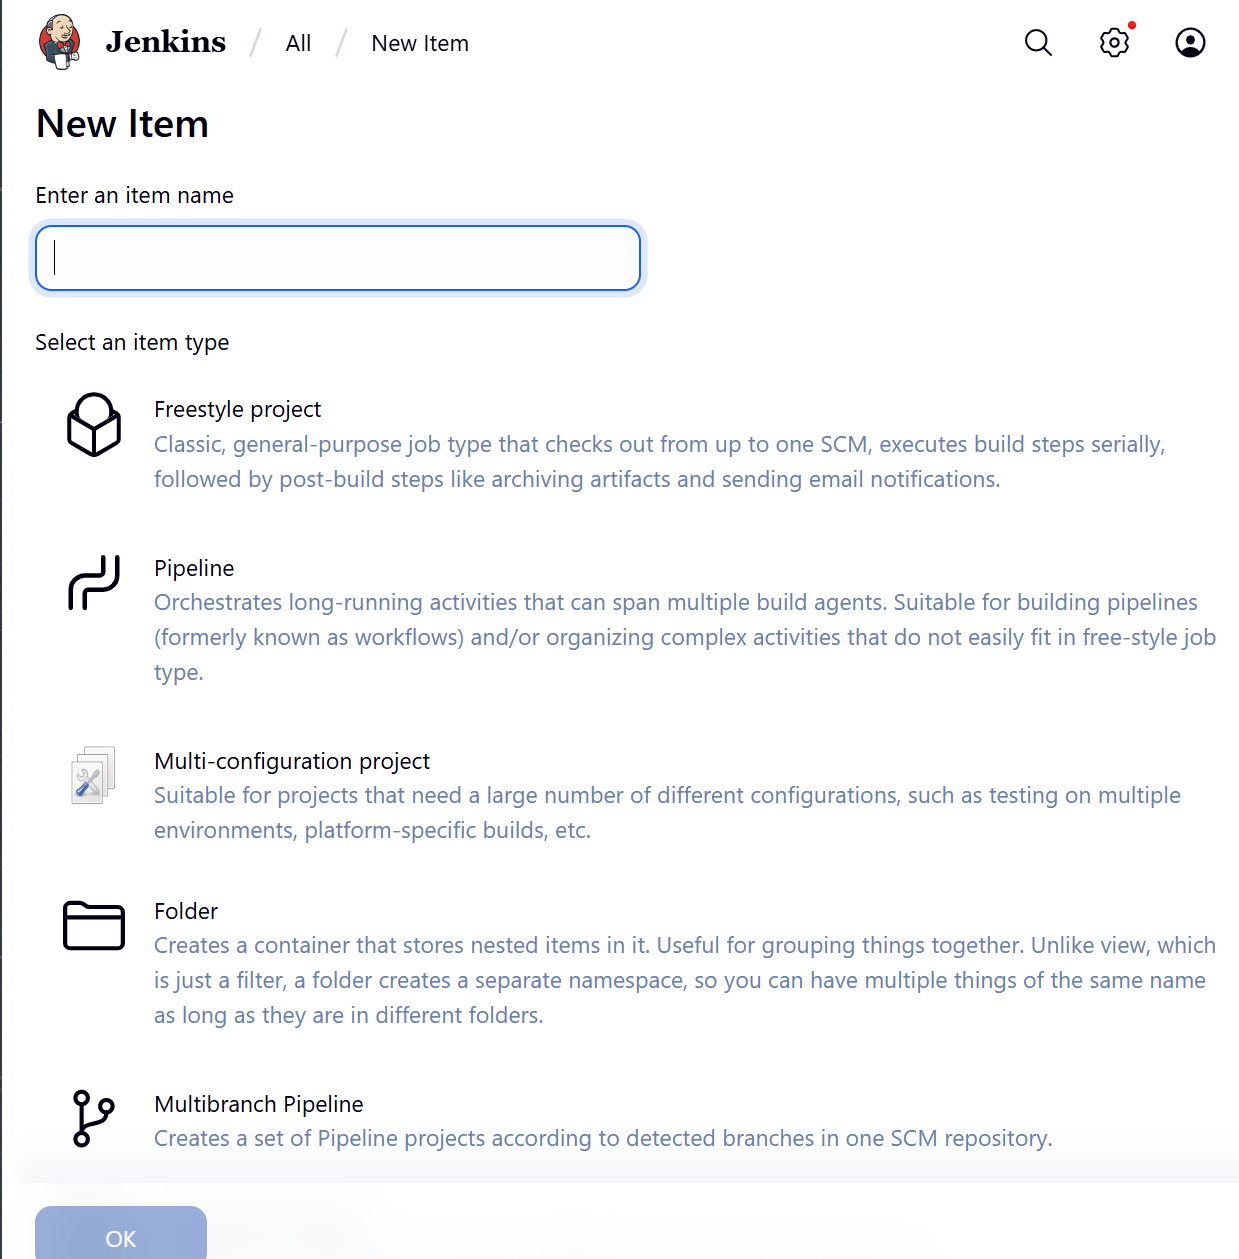 Jenkins / All / New Item
New Item
Enter an item name
Select an item type
Freestyle project
Classic, general-purpose job type that checks out from up to one SCM, executes build steps serially,
followed by post-build steps like archiving artifacts and sending email notifications.
Pipeline
Orchestrates long-running activities that can span multiple build agents. Suitable for building pipelines
(formerly known as workflows) and/or organizing complex activities that do not easily fit in free-style job
type.
Multi-configuration project
Suitable for projects that need a large number of different configurations, such as testing on multiple
environments, platform-specific builds, etc.
Folder
Creates a container that stores nested items in it. Useful for grouping things together. Unlike view, which
is just a filter, a folder creates a separate namespace, so you can have multiple things of the same name
as long as they are in different folders.
Multibranch Pipeline
Creates a set of Pipeline projects according to detected branches in one SCM repository.
OK